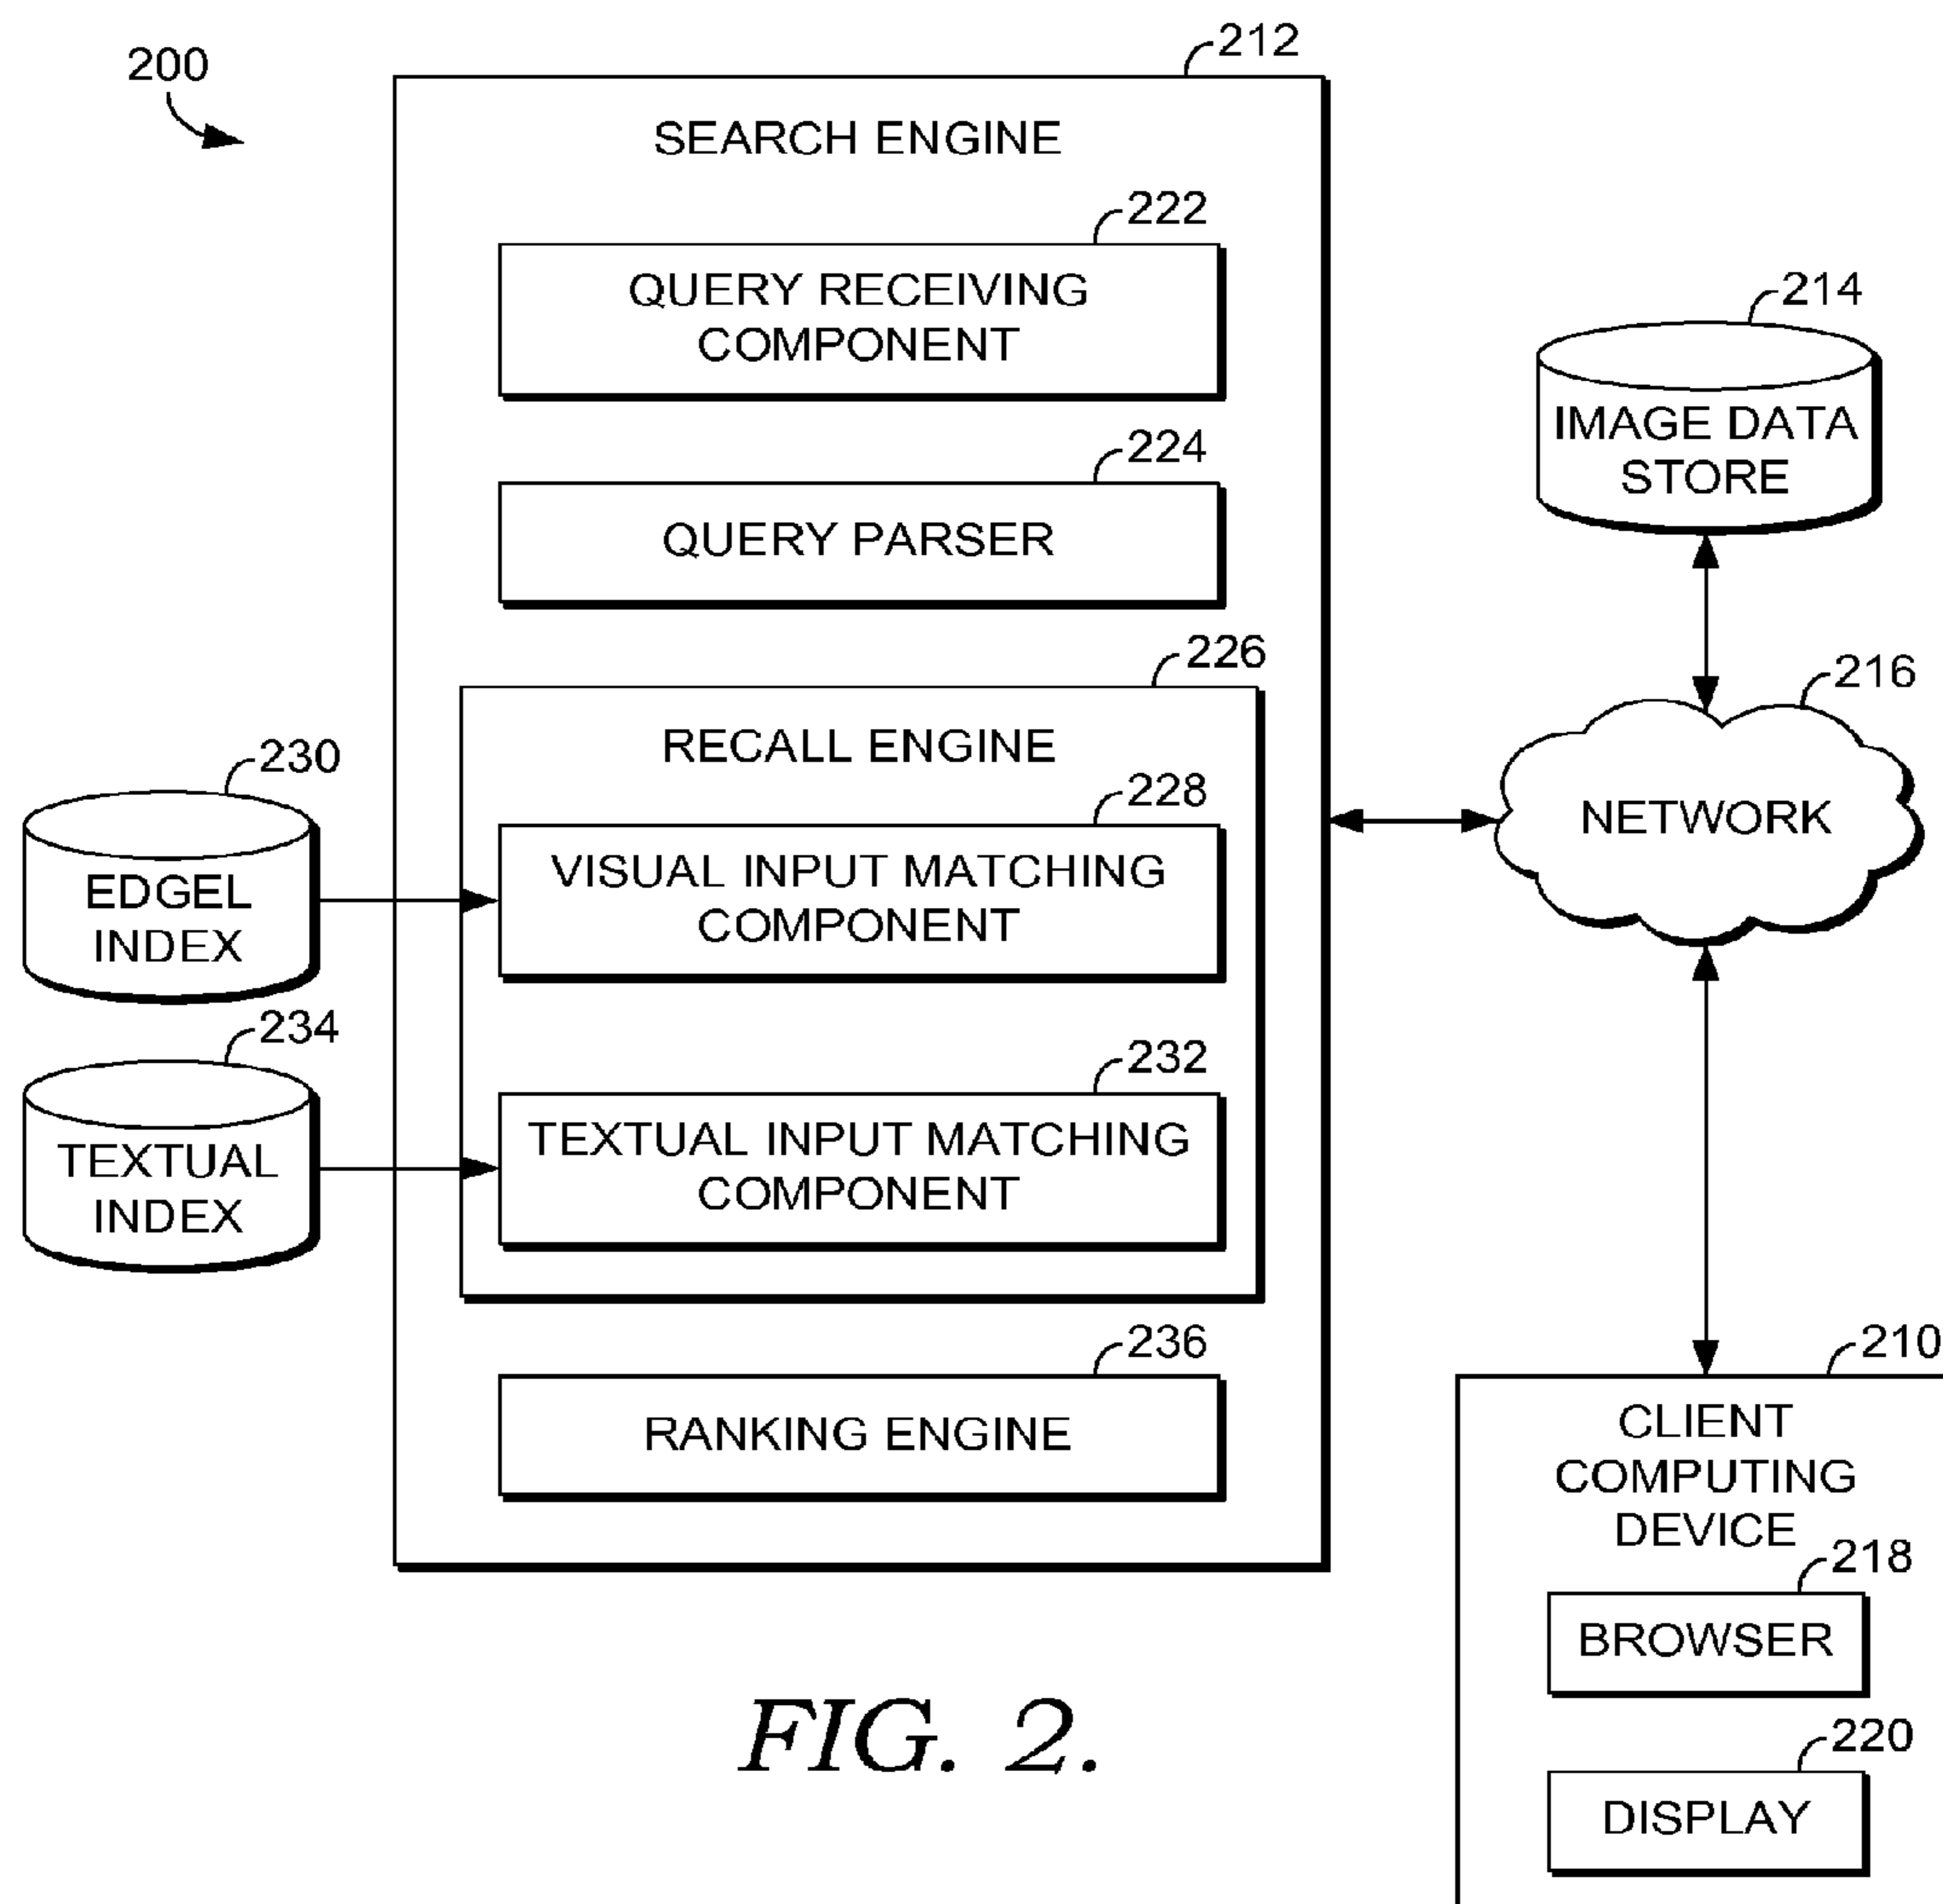 200
212
SEARCH ENGINE
222
QUERY RECEIVING
COMPONENT
224
QUERY PARSER
226
RECALL ENGINE
228
VISUAL INPUT MATCHING
COMPONENT
232
TEXTUAL INPUT MATCHING
COMPONENT
236
RANKING ENGINE
230
EDGEL
INDEX
234
TEXTUAL
INDEX
214
IMAGE DATA
STORE
216
NETWORK
210
CLIENT
COMPUTING
DEVICE
218
BROWSER
220
DISPLAY
FIG. 2.